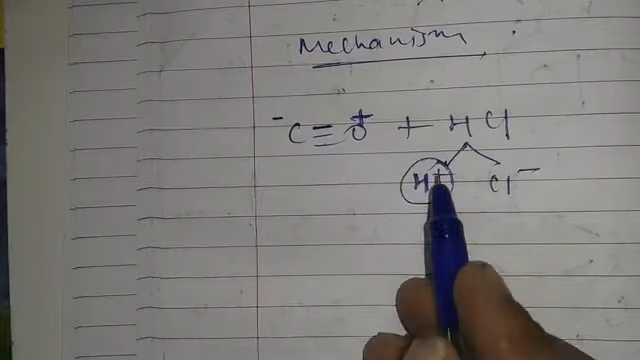 Mechanism
⁻C≡O⁺ + HCl
H⁺ Cl⁻